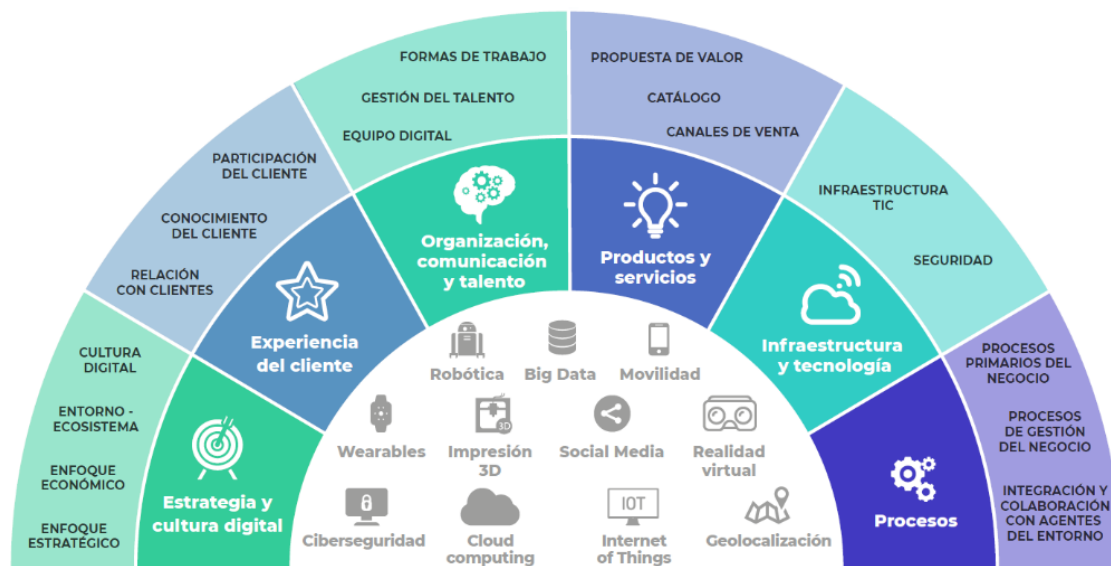 FORMAS DE TRABAJO
GESTIÓN DEL TALENTO
EQUIPO DIGITAL
PROPUESTA DE VALOR
CATÁLOGO
CANALES DE VENTA
PARTICIPACIÓN
DEL CLIENTE
CONOCIMIENTO
DEL CLIENTE
RELACIÓN
CON CLIENTES
INFRAESTRUCTURA
TIC
SEGURIDAD
CULTURA
DIGITAL
ENTORNO -
ECOSISTEMA
ENFOQUE
ECONÓMICO
ENFOQUE
ESTRATÉGICO
PROCESOS
PRIMARIOS DEL
NEGOCIO
PROCESOS
DE GESTIÓN
DEL NEGOCIO
INTEGRACIÓN Y
COLABORACIÓN
CON AGENTES
DEL ENTORNO
Estrategia y
cultura digital
Experiencia
del cliente
Organización,
comunicación
y talento
Productos y
servicios
Infraestructura
y tecnología
Procesos
Robótica
Big Data
Movilidad
Wearables
3D
Impresión
3D
Social Media
Realidad
virtual
Ciberseguridad
Cloud
computing
IOT
Internet
of Things
Geolocalización